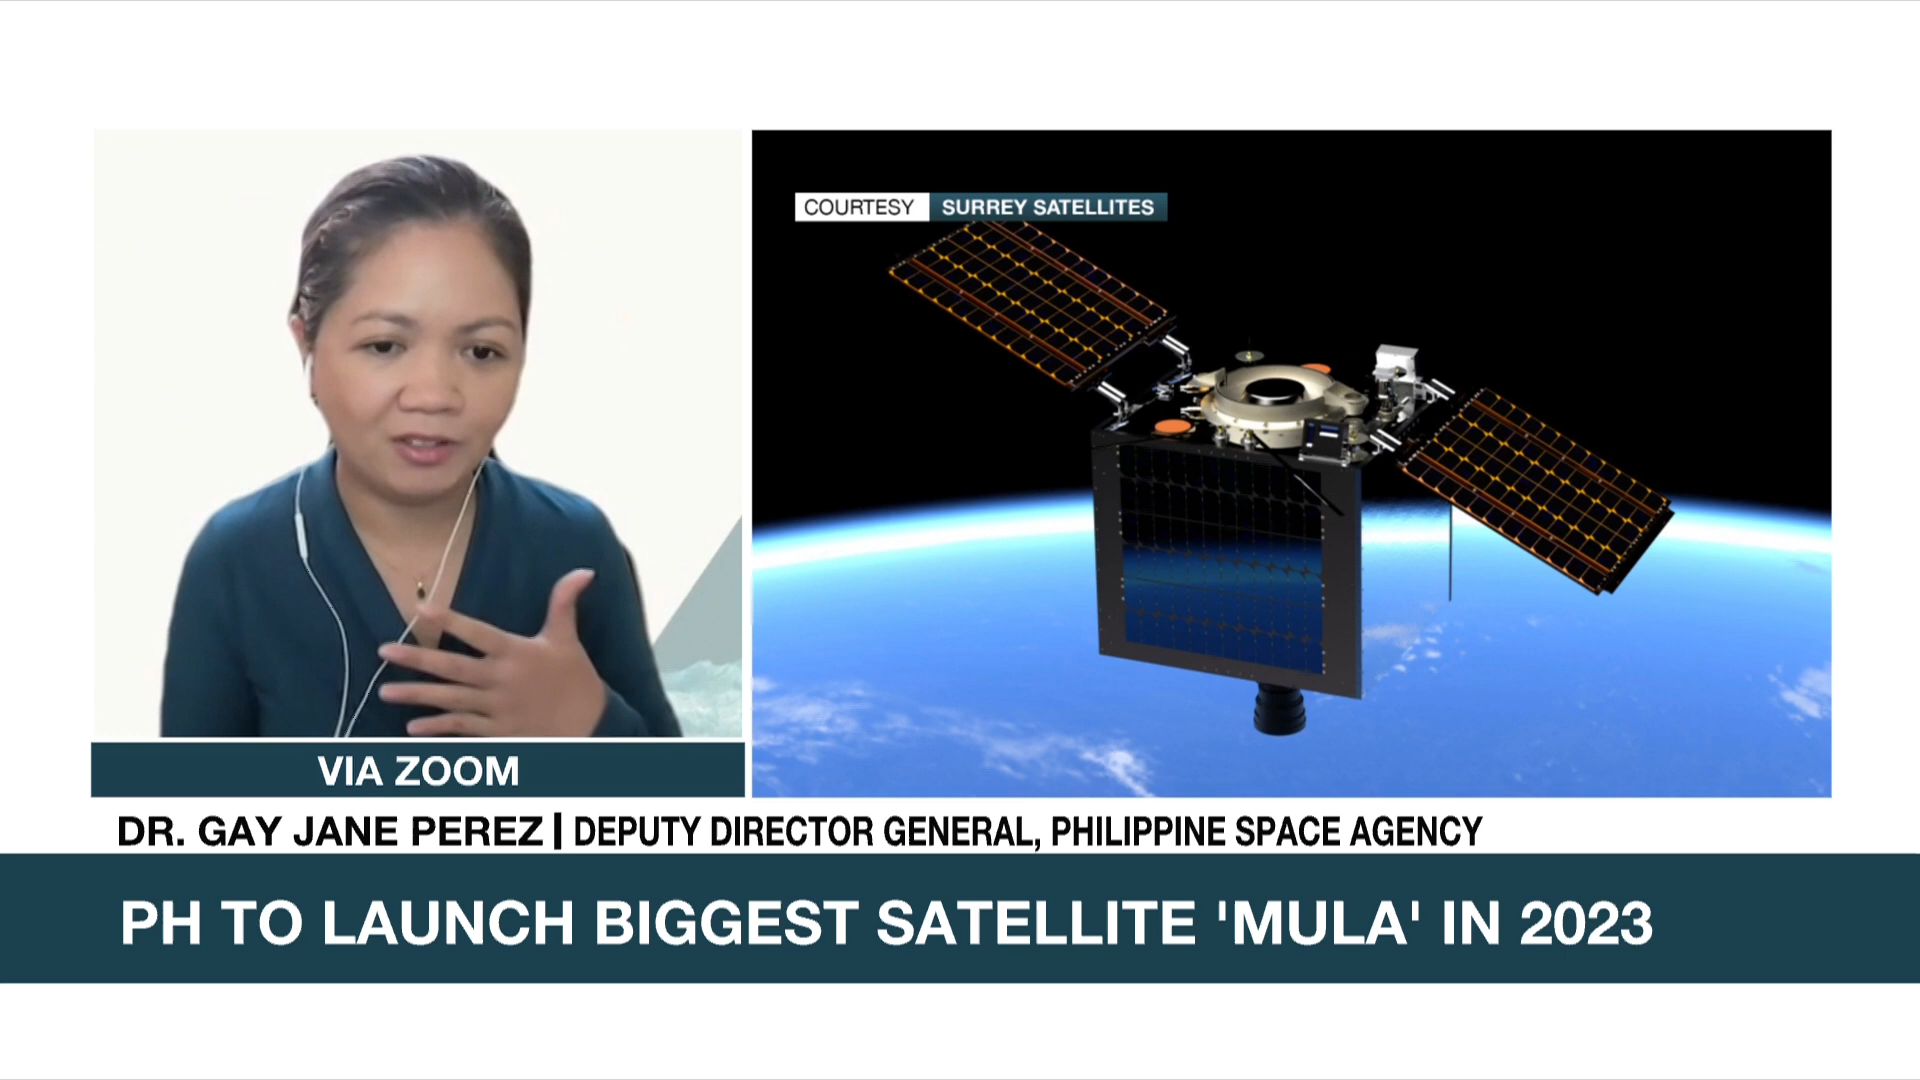 COURTESY SURREY SATELLITES
VIA ZOOM
DR. GAY JANE PEREZ | DEPUTY DIRECTOR GENERAL, PHILIPPINE SPACE AGENCY
PH TO LAUNCH BIGGEST SATELLITE 'MULA' IN 2023